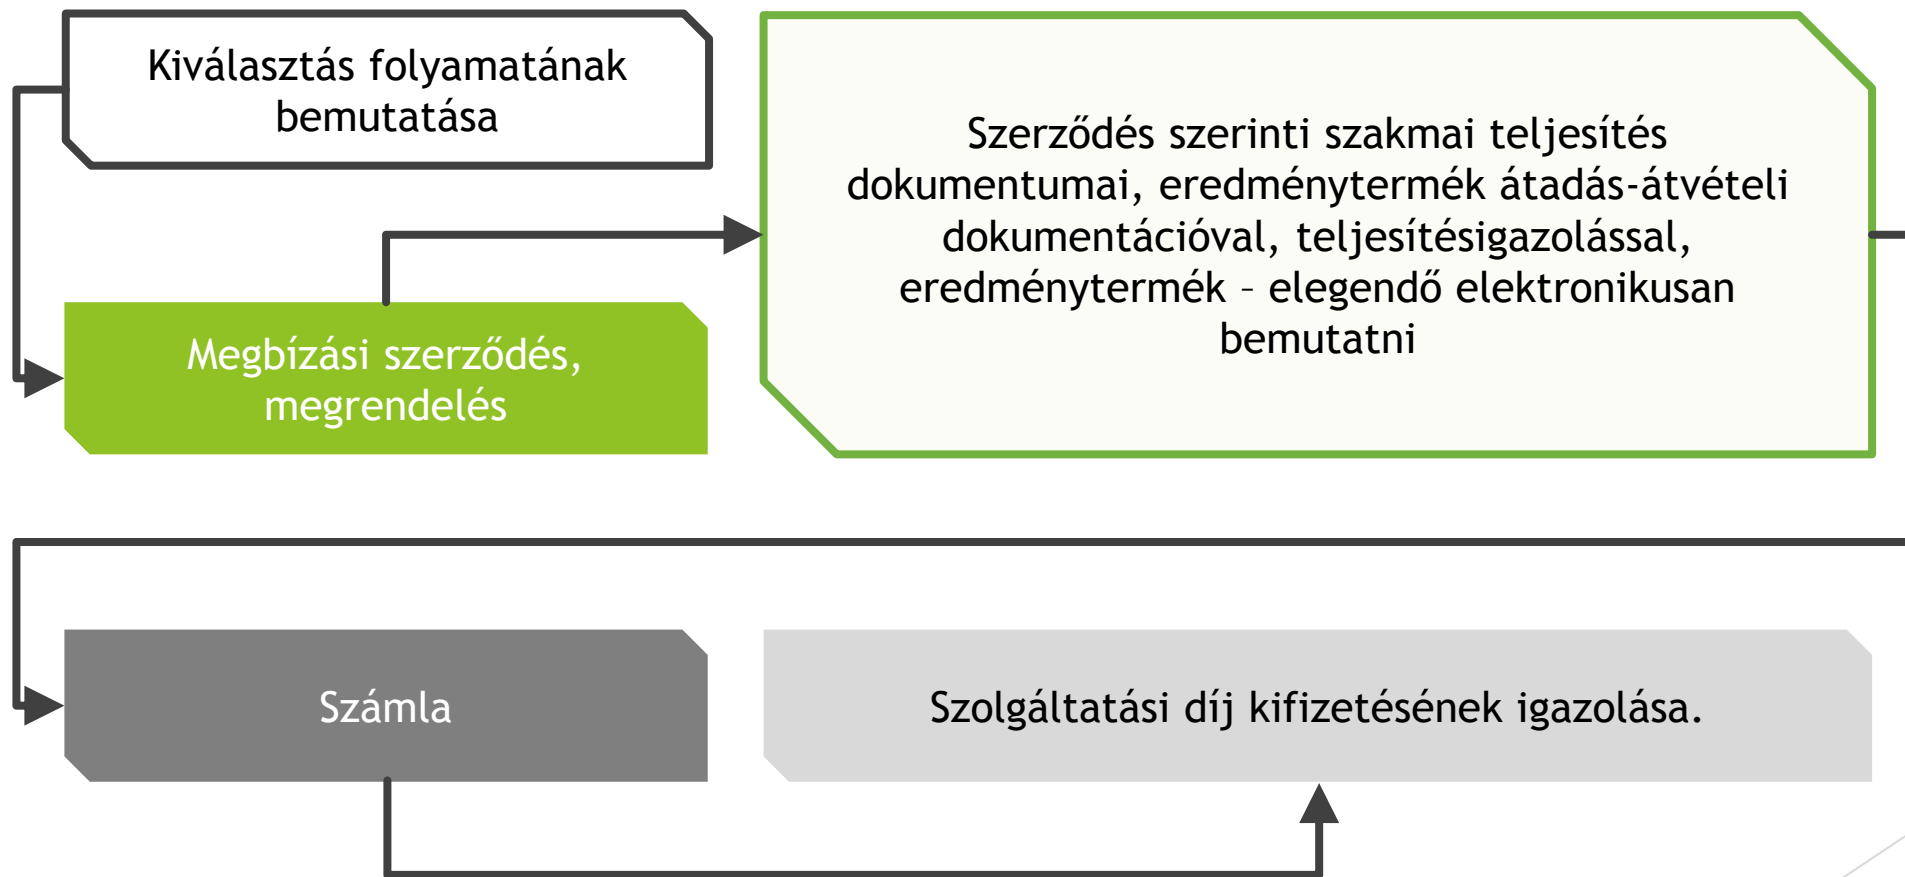 Kiválasztás folyamatának
bemutatása
Megbízási szerződés,
megrendelés
Szerződés szerinti szakmai teljesítés
dokumentumai, eredménytermék átadás-átvételi
dokumentációval, teljesítésigazolással,
eredménytermék – elegendő elektronikusan
bemutatni
Számla
Szolgáltatási díj kifizetésének igazolása.